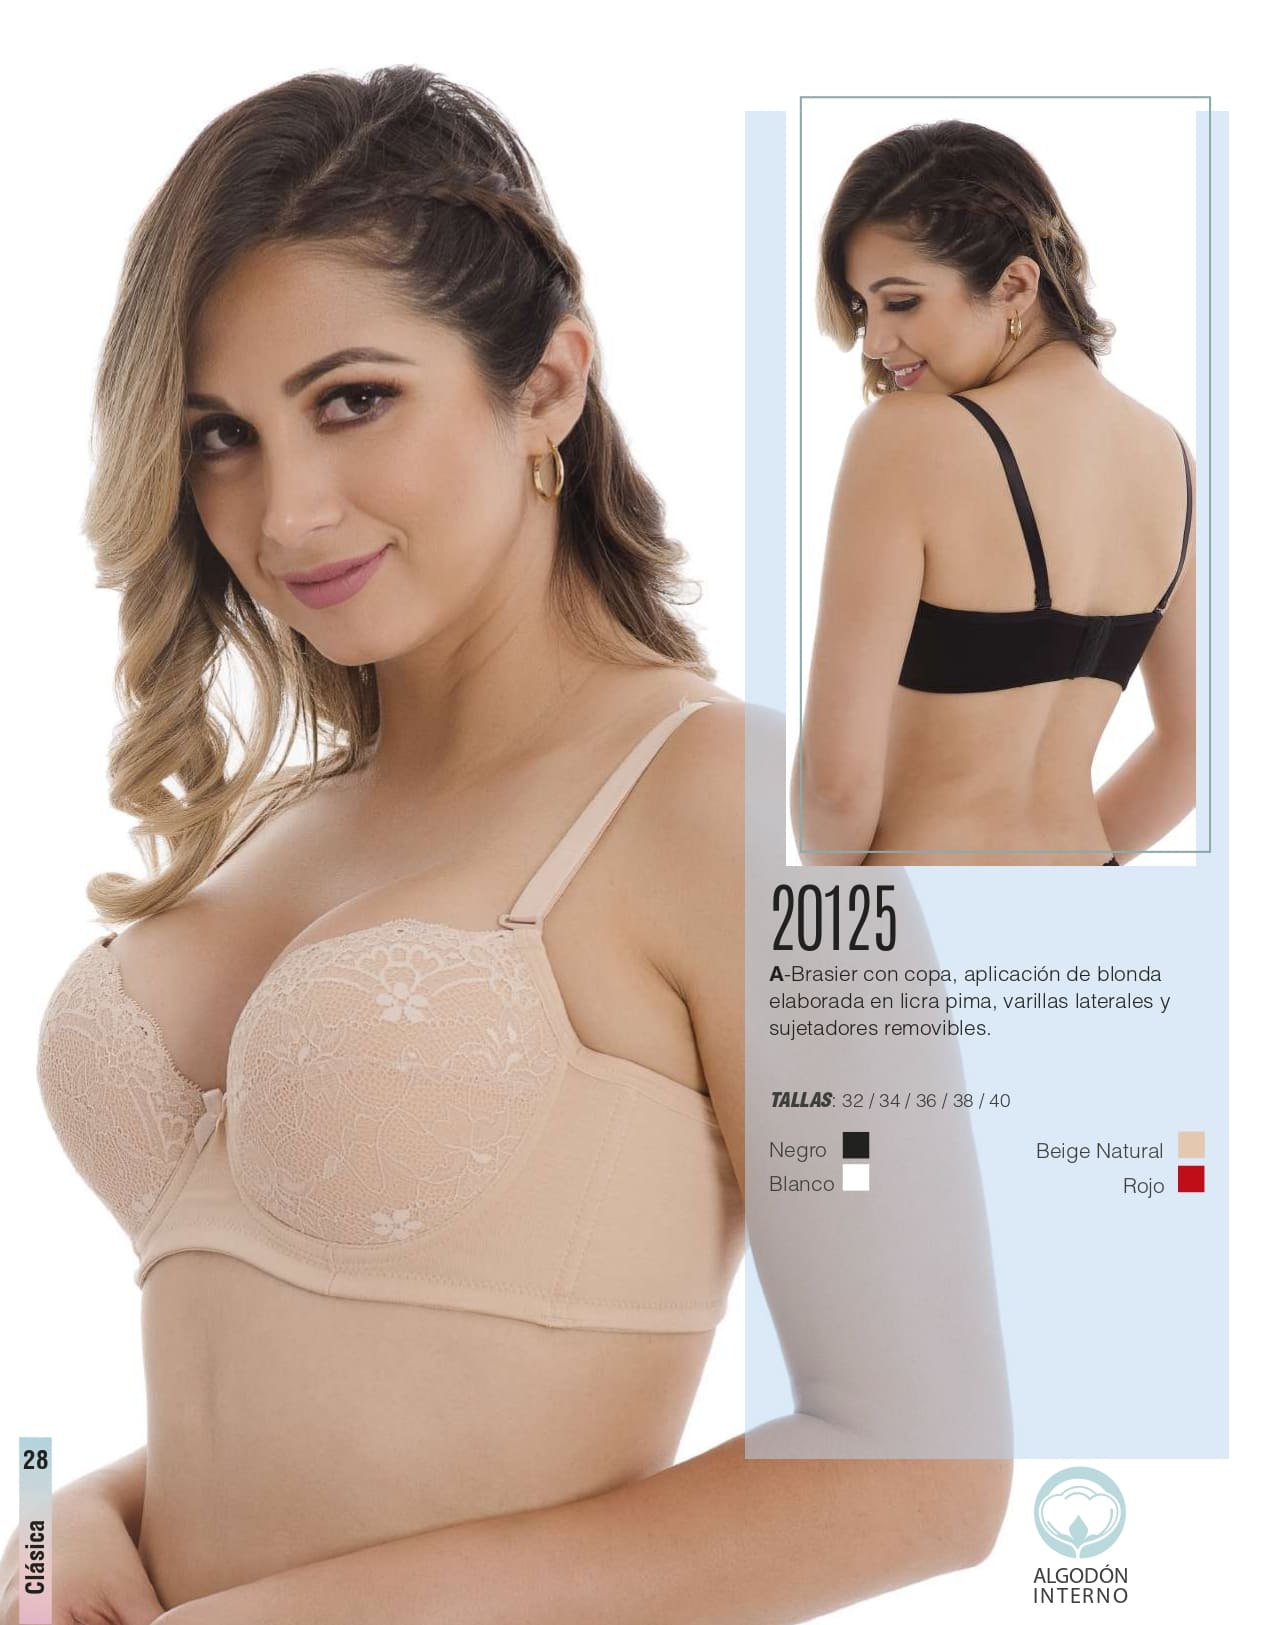 20125
A-Brasier con copa, aplicación de blonda
elaborada en licra pima, varillas laterales y
sujetadores removibles.
TALLAS: 32 / 34 / 36 / 38 / 40
Negro
Beige Natural
Blanco
Rojo
28
Clásica
ALGODÓN
INTERNO